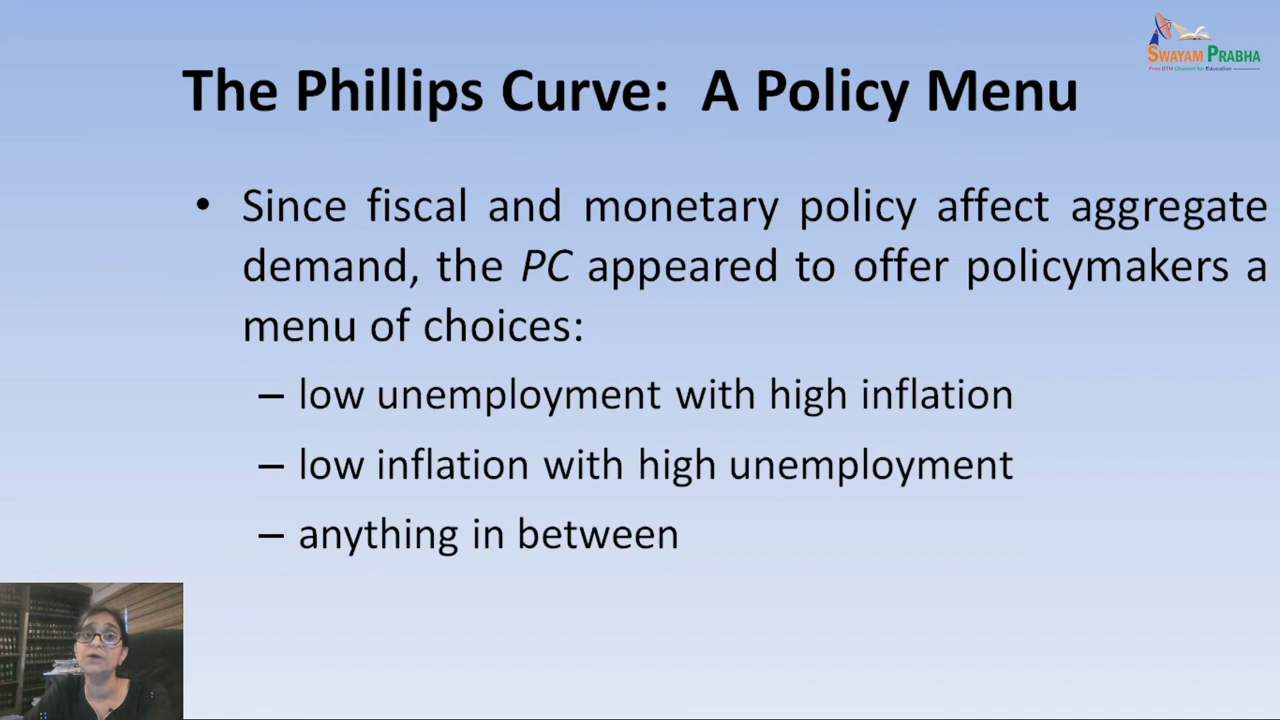 SWAYAM PRABHA
Free DTH Channel for Education
The Phillips Curve: A Policy Menu
• Since fiscal and monetary policy affect aggregate
demand, the PC appeared to offer policymakers a
menu of choices:
– low unemployment with high inflation
– low inflation with high unemployment
– anything in between